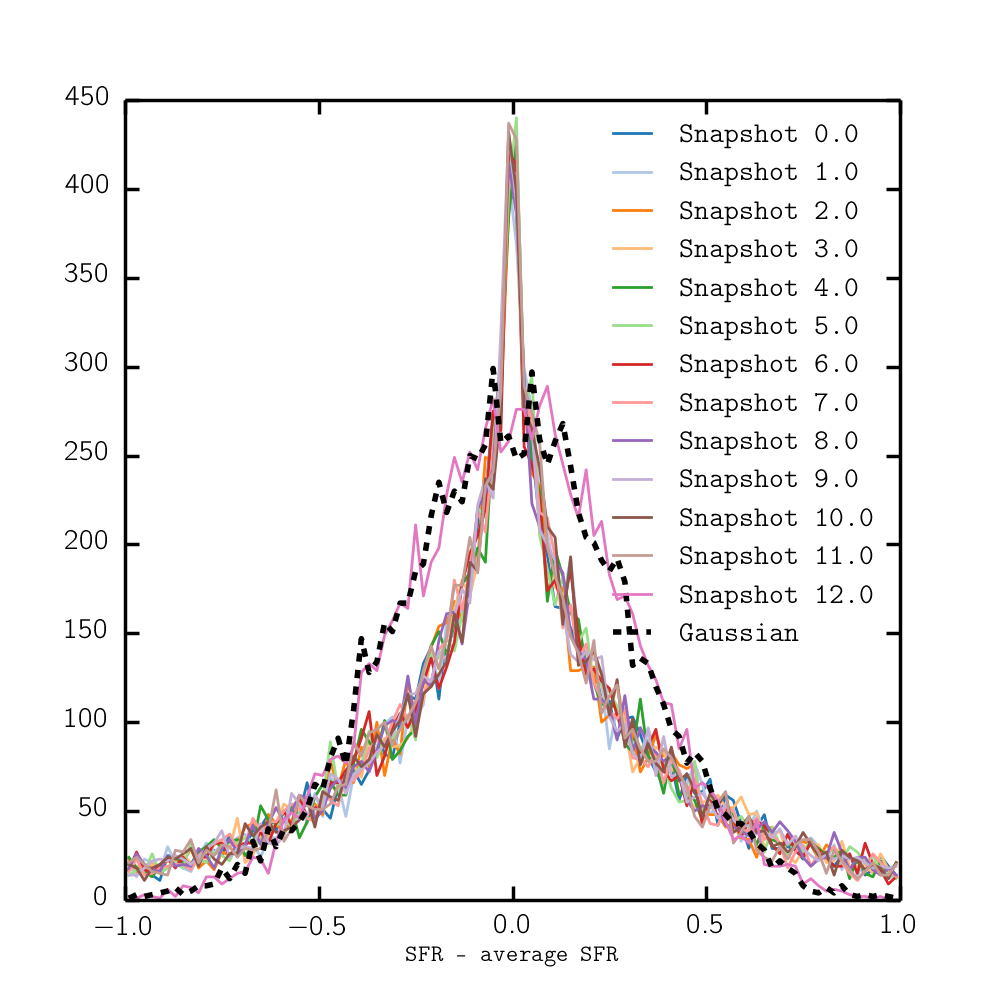 450
400
350
300
250
200
150
100
50
0
−1.0 −0.5 0.0 0.5 1.0
SFR - average SFR
Snapshot 0.0
Snapshot 1.0
Snapshot 2.0
Snapshot 3.0
Snapshot 4.0
Snapshot 5.0
Snapshot 6.0
Snapshot 7.0
Snapshot 8.0
Snapshot 9.0
Snapshot 10.0
Snapshot 11.0
Snapshot 12.0
Gaussian